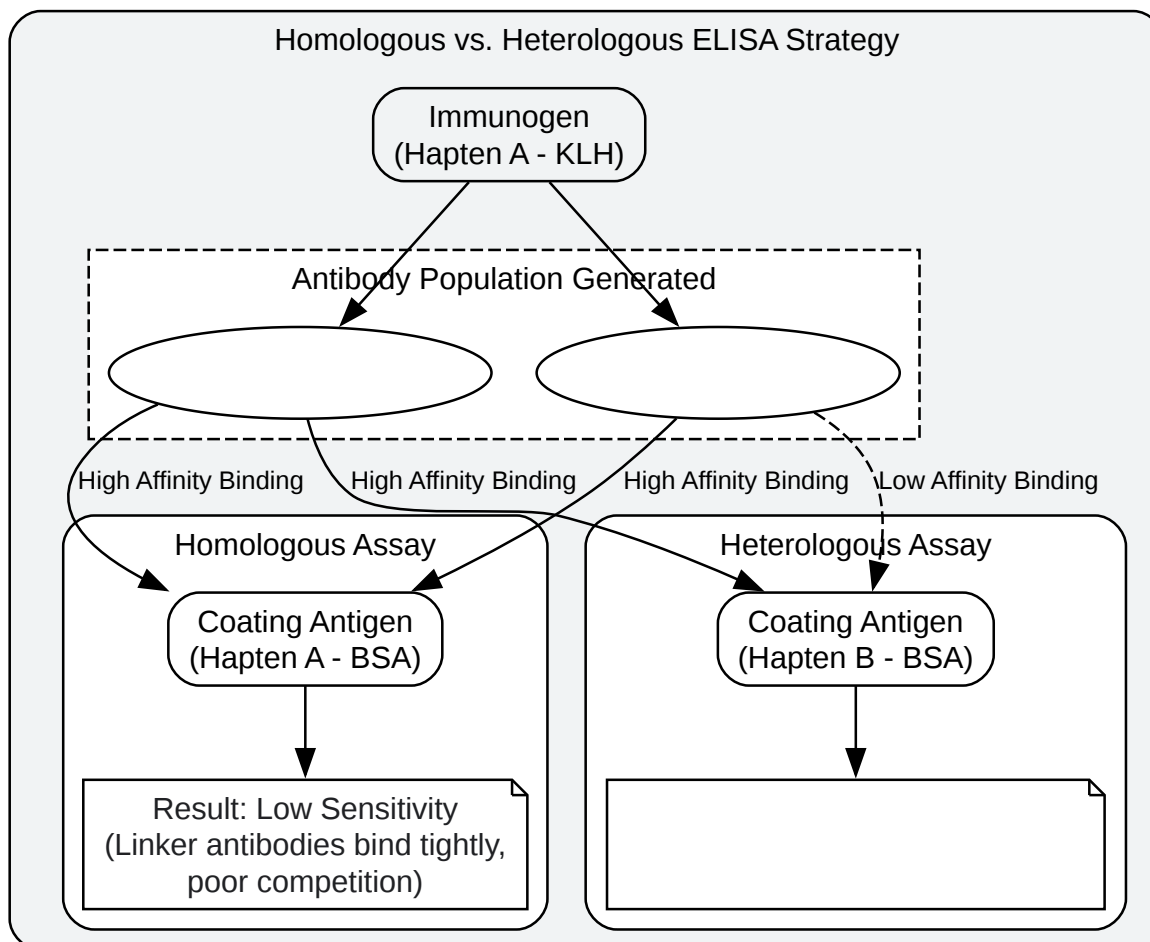 Homologous vs. Heterologous ELISA Strategy
Immunogen
(Hapten A - KLH)
Antibody Population Generated
High Affinity Binding
High Affinity Binding
High Affinity Binding
Low Affinity Binding
Homologous Assay
Coating Antigen
(Hapten A - BSA)
Result: Low Sensitivity
(Linker antibodies bind tightly,
poor competition)
Heterologous Assay
Coating Antigen
(Hapten B - BSA)